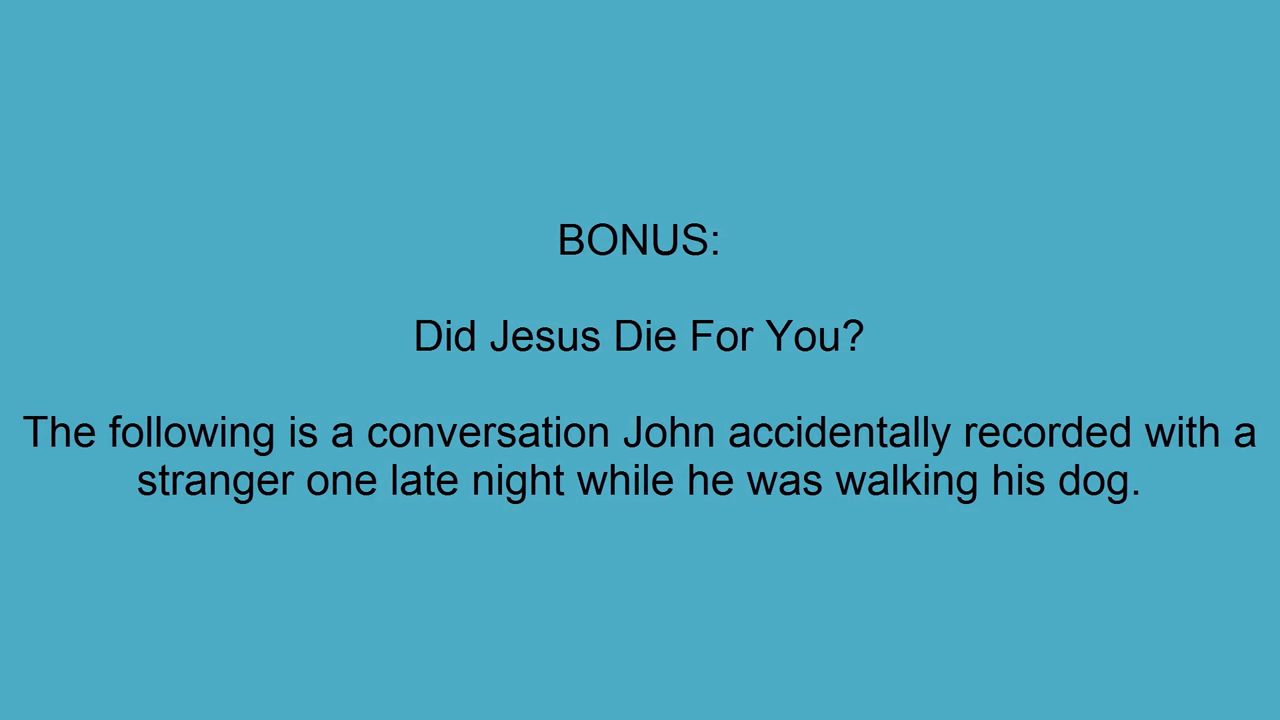 BONUS:
Did Jesus Die For You?
The following is a conversation John accidentally recorded with a
stranger one late night while he was walking his dog.